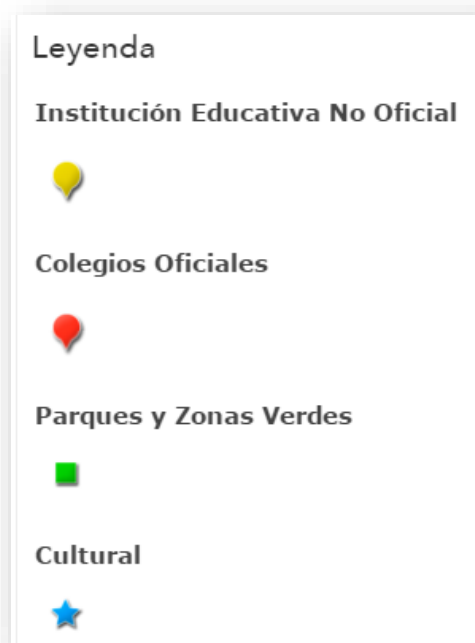 Leyenda
Institución Educativa No Oficial
Colegios Oficiales
Parques y Zonas Verdes
Cultural